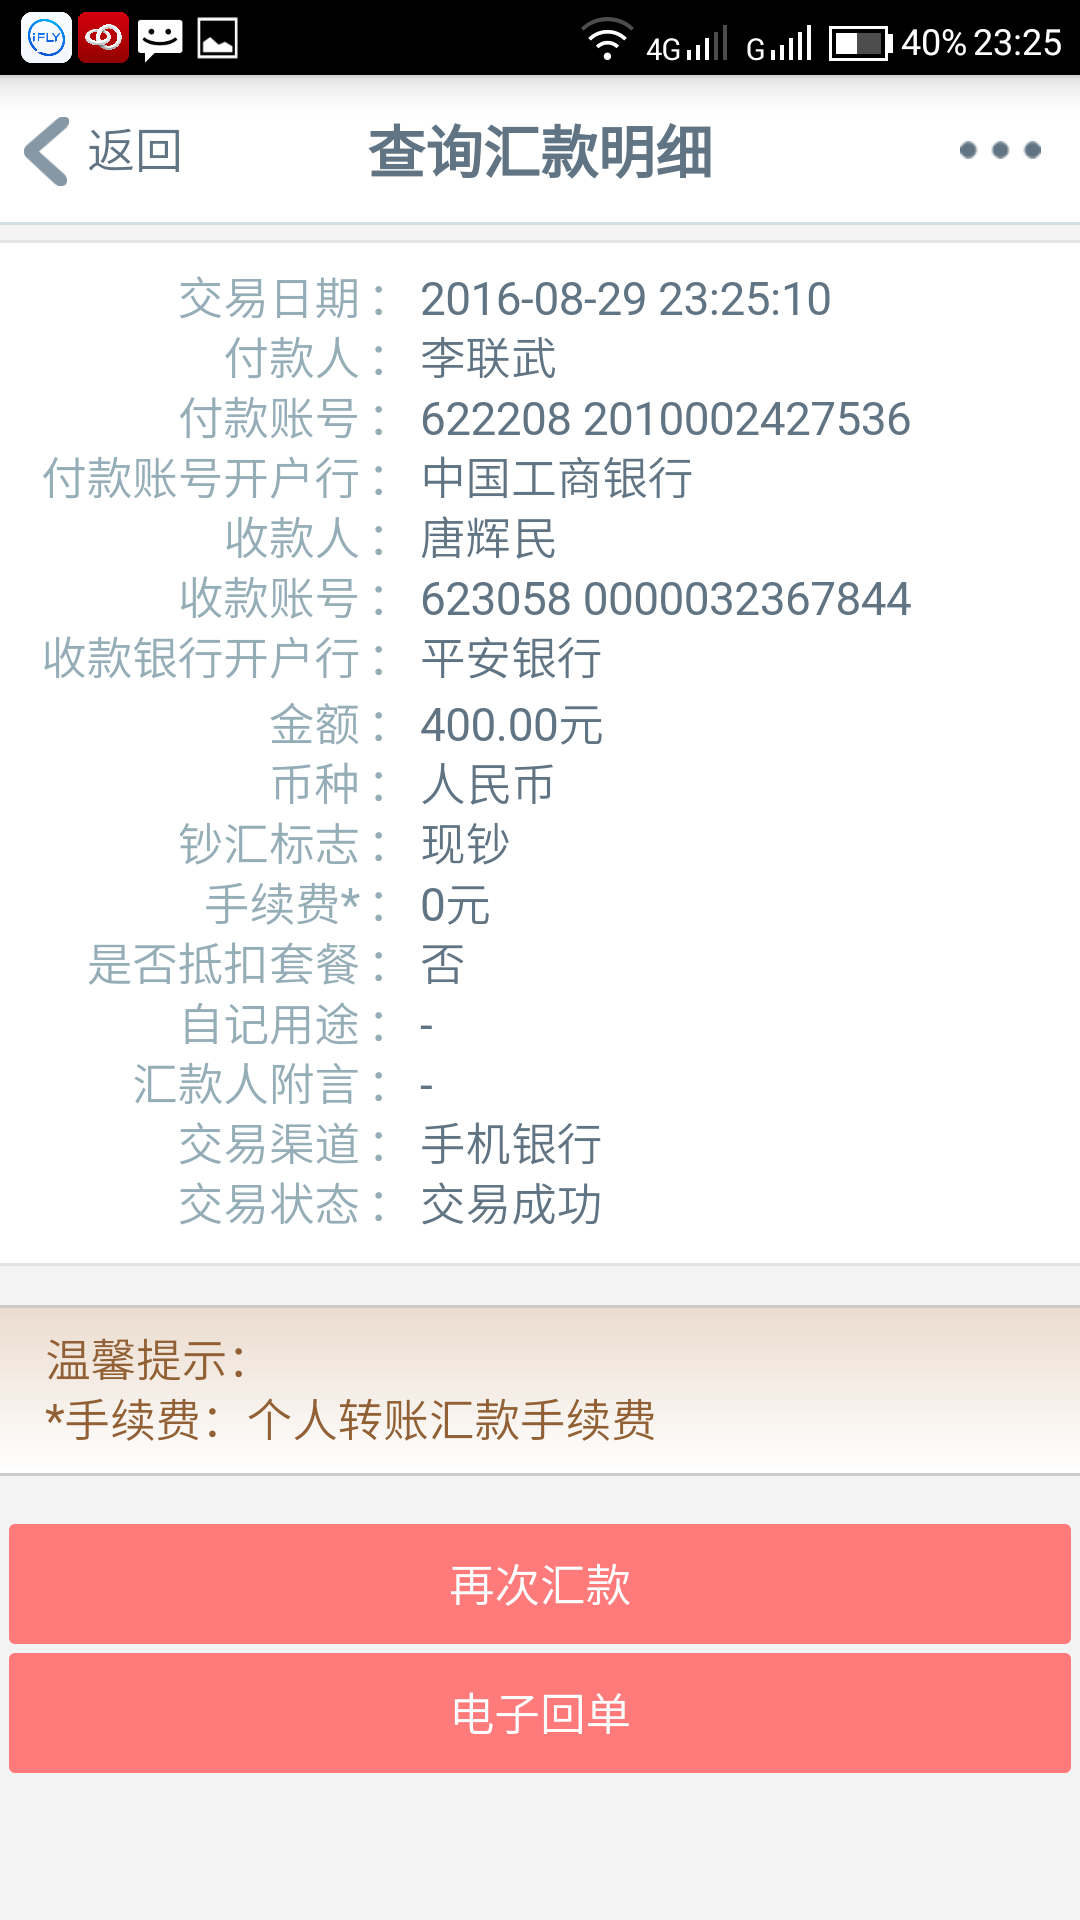 iFLY 4G G 40% 23:25
返回 查询汇款明细
交易日期： 2016-08-29 23:25:10
付款人： 李联武
付款账号： 622208 2010002427536
付款账号开户行： 中国工商银行
收款人： 唐辉民
收款账号： 623058 0000032367844
收款银行开户行： 平安银行
金额： 400.00元
币种： 人民币
钞汇标志： 现钞
手续费*： 0元
是否抵扣套餐： 否
自记用途： -
汇款人附言： -
交易渠道： 手机银行
交易状态： 交易成功
温馨提示：
*手续费：个人转账汇款手续费
再次汇款
电子回单